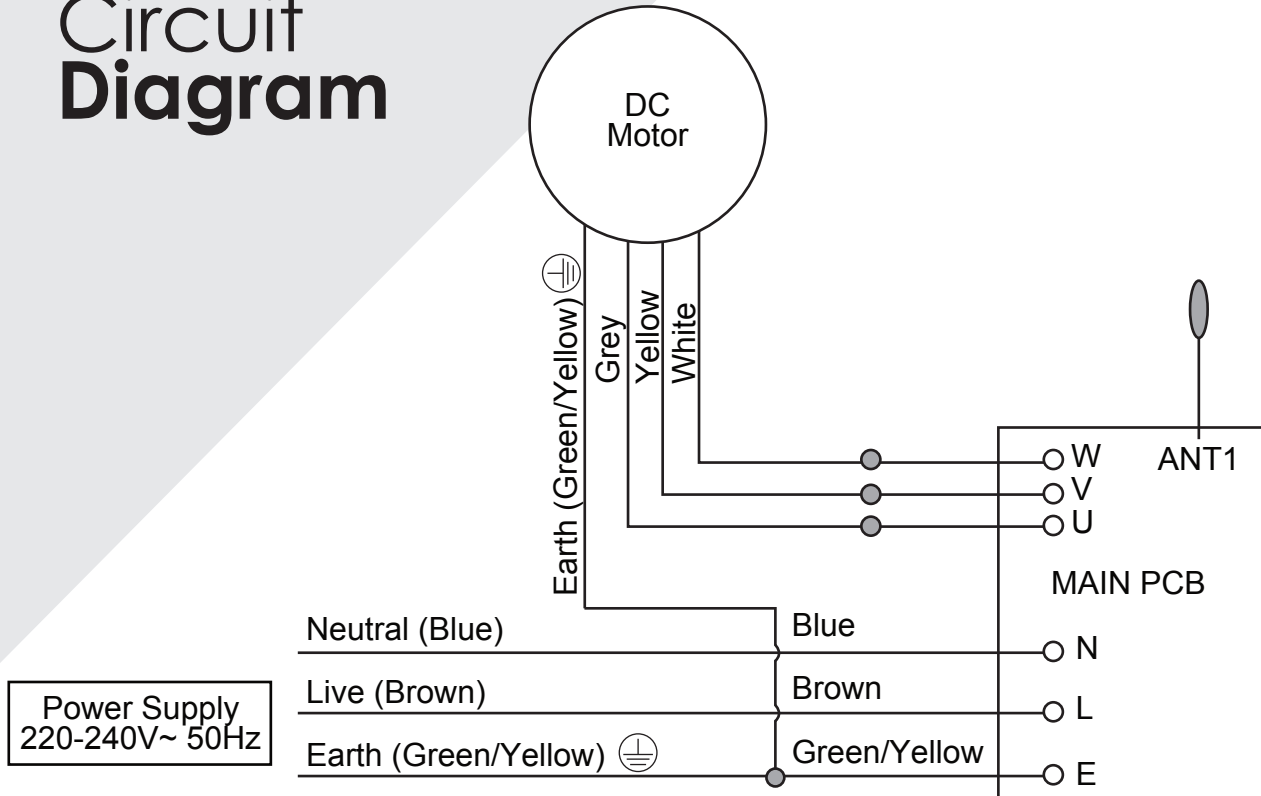 Circuit
Diagram
DC
Motor
Earth (Green/Yellow)
Grey
Yellow
White
W
V
U
ANT1
MAIN PCB
Neutral (Blue)
Blue
N
Power Supply
220-240V~ 50Hz
Live (Brown)
Brown
L
Earth (Green/Yellow)
Green/Yellow
E